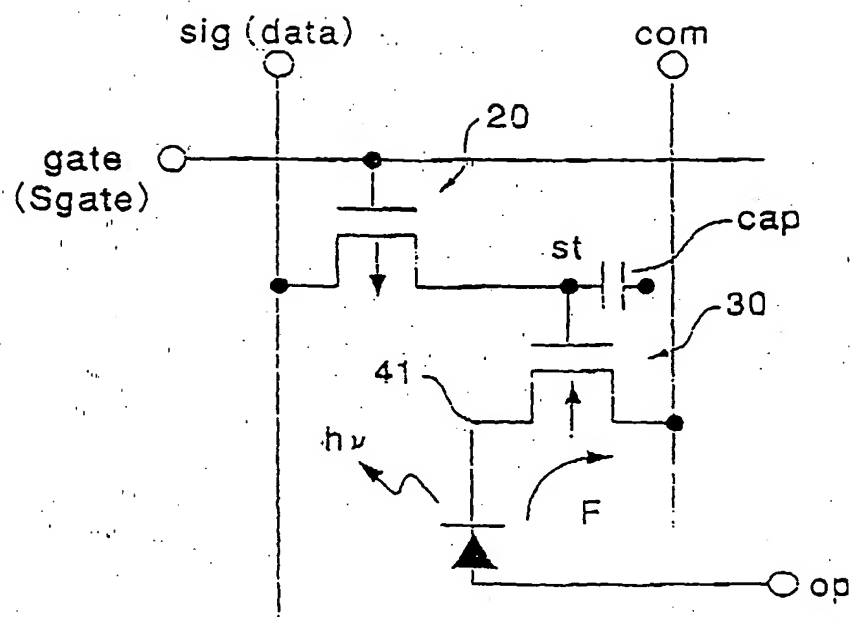 sig (data)
com
20
gate
(Sgate)
st
cap
30
41
hν
F
op